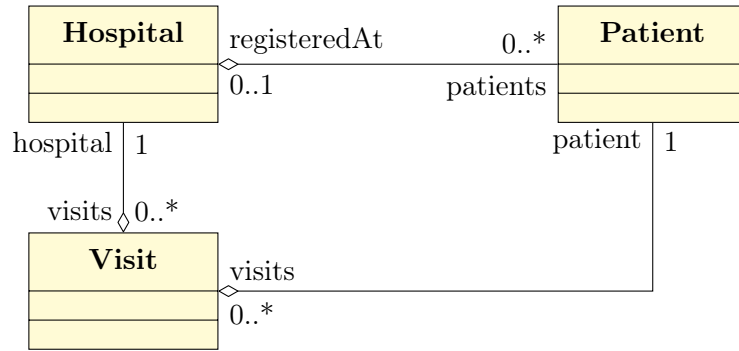 Hospital
registeredAt
0..1
0..*
patients
Patient
hospital
1
patient
1
visits
0..*
Visit
visits
0..*